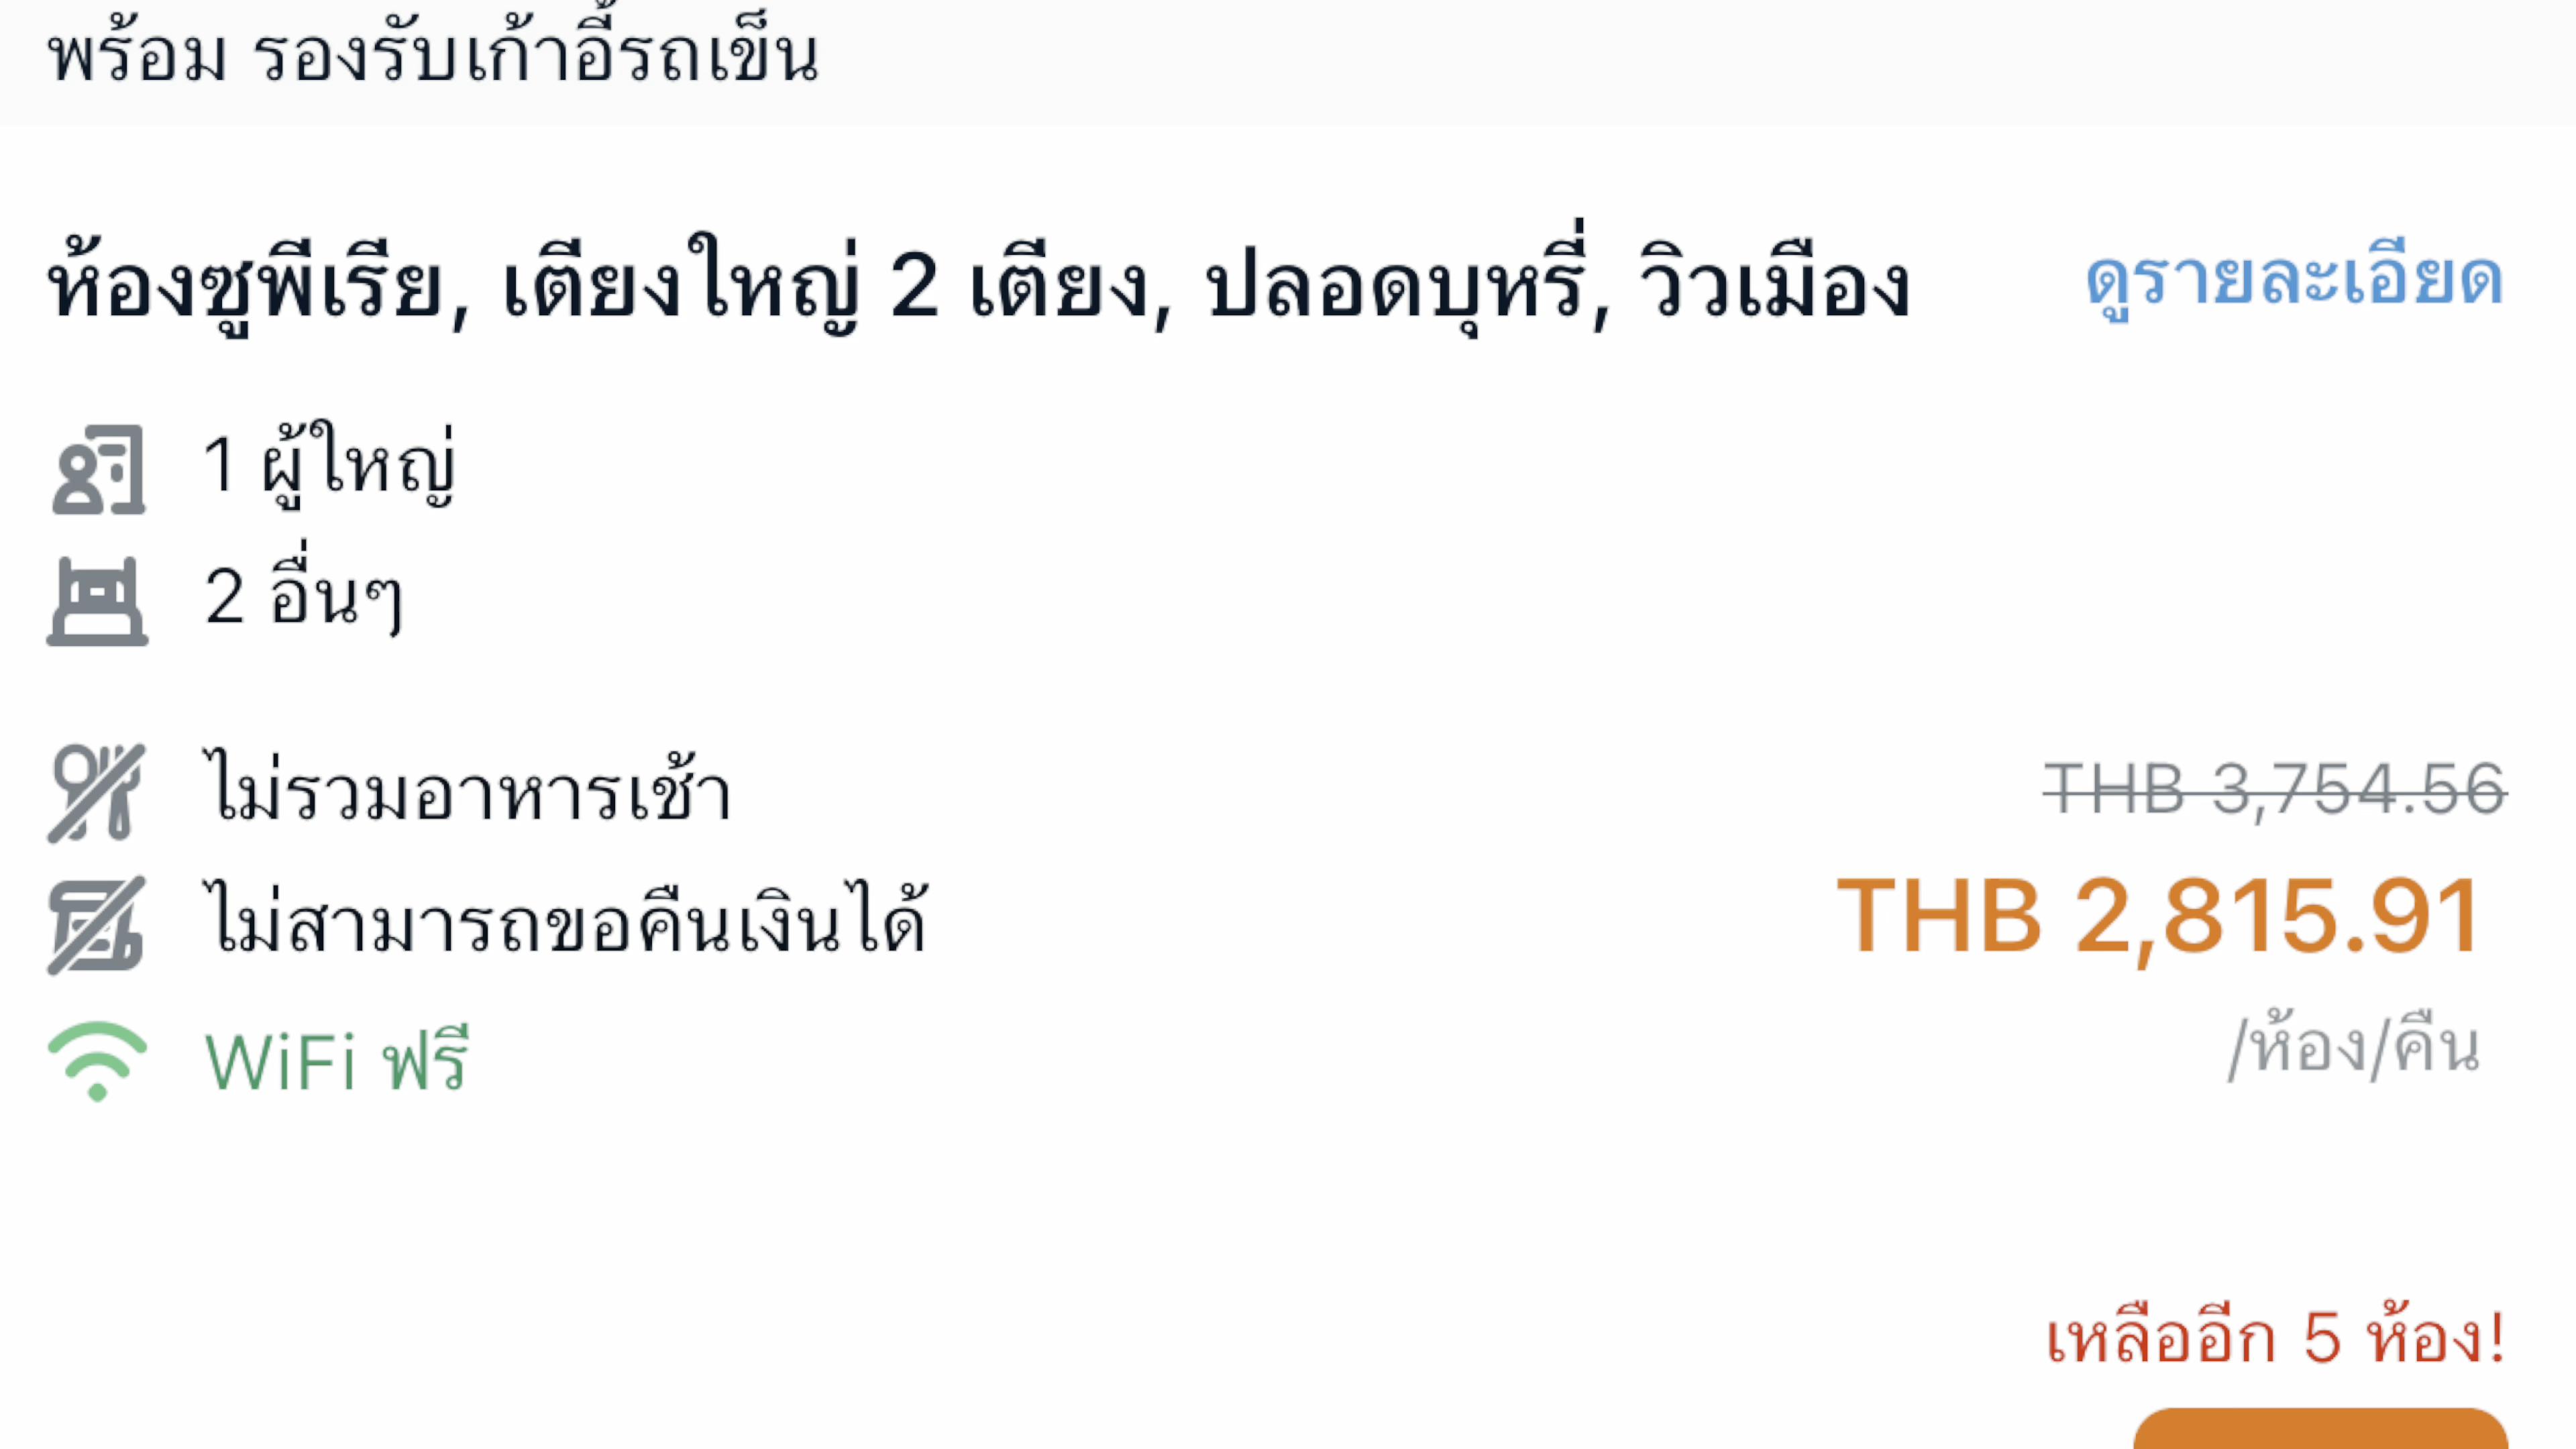 พร้อม รองรับเก้าอี้รถเข็น
ห้องซูพีเรีย, เตียงใหญ่ 2 เตียง, ปลอดบุหรี่, วิวเมือง
ดูรายละเอียด
1 ผู้ใหญ่
2 อื่นๆ
ไม่รวมอาหารเช้า
THB 3,754.56
ไม่สามารถขอคืนเงินได้
THB 2,815.91
WiFi ฟรี
/ห้อง/คืน
เหลืออีก 5 ห้อง!